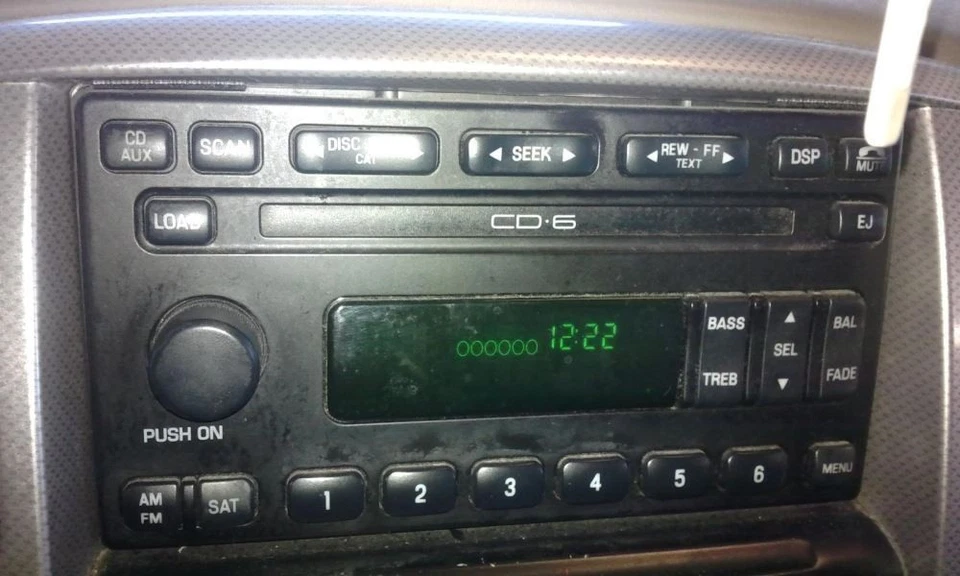 CD
AUX
SCAN
DISC
CAT
SEEK
REW - FF
TEXT
DSP
MUTE
LOAD
CD·6
EJ
12:22
BASS
TREB
SEL
BAL
FADE
PUSH ON
AM
FM
SAT
1
2
3
4
5
6
MENU